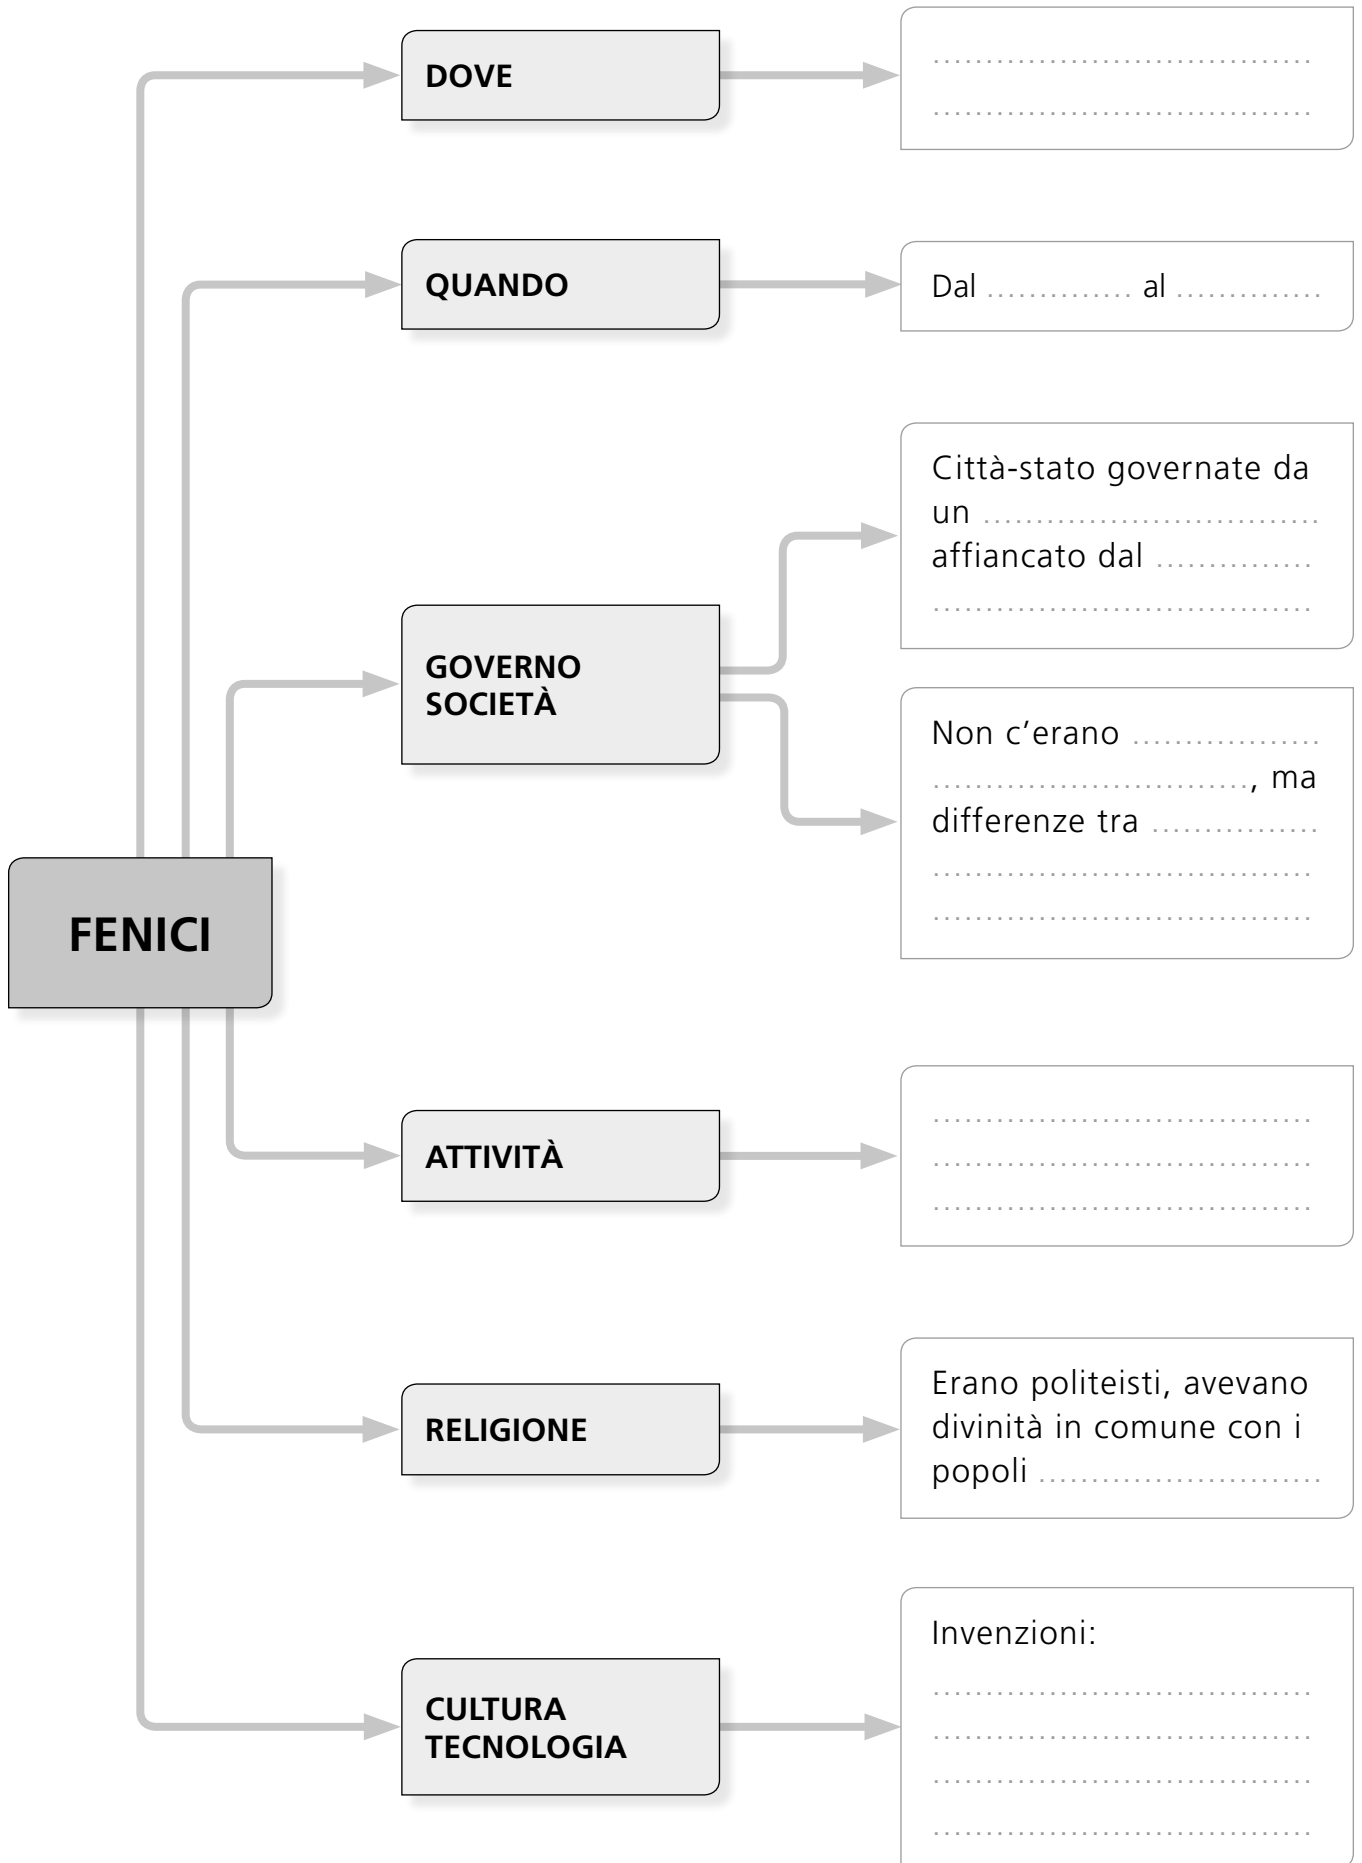 DOVE
..................................
..................................
QUANDO
Dal .............. al ..............
Città-stato governate da
un ................................
affiancato dal ...............
..................................
GOVERNO
SOCIETÀ
Non c’erano ..................
.............................., ma
differenze tra ................
..................................
..................................
FENICI
ATTIVITÀ
..................................
..................................
..................................
RELIGIONE
Erano politeisti, avevano
divinità in comune con i
popoli ...........................
CULTURA
TECNOLOGIA
Invenzioni:
..................................
..................................
..................................
..................................